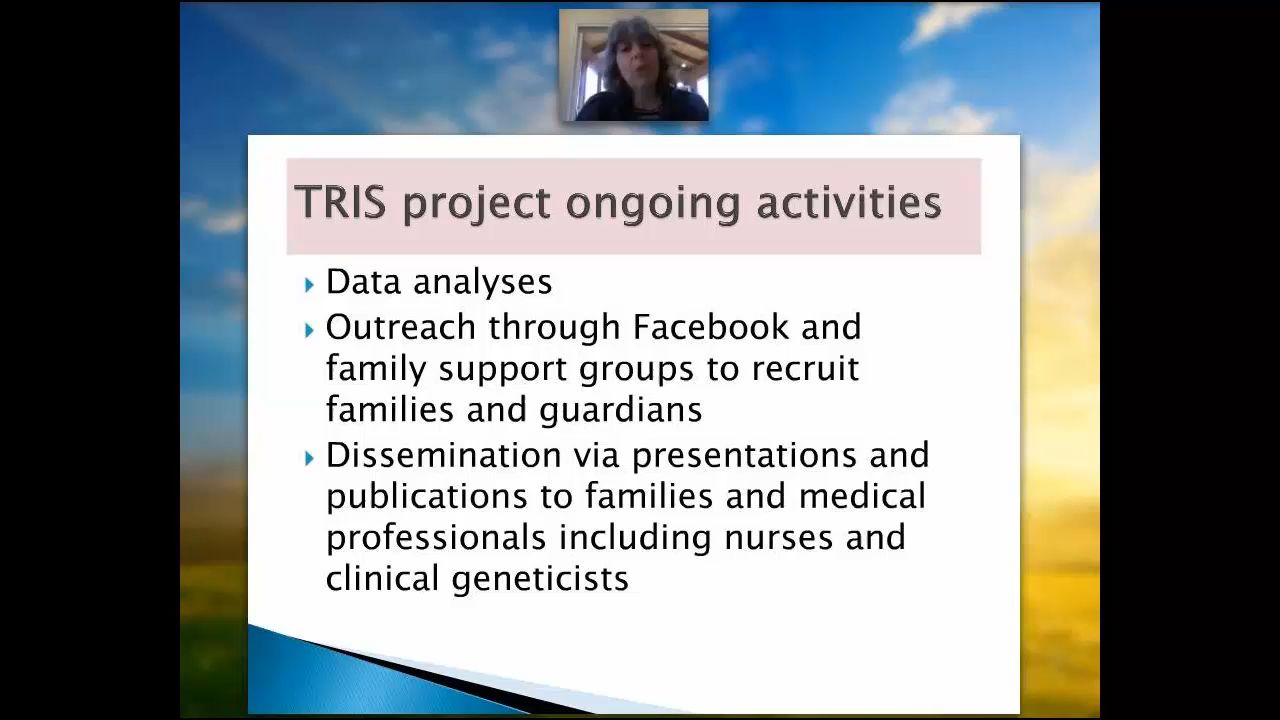 TRIS project ongoing activities
Data analyses
Outreach through Facebook and
family support groups to recruit
families and guardians
Dissemination via presentations and
publications to families and medical
professionals including nurses and
clinical geneticists